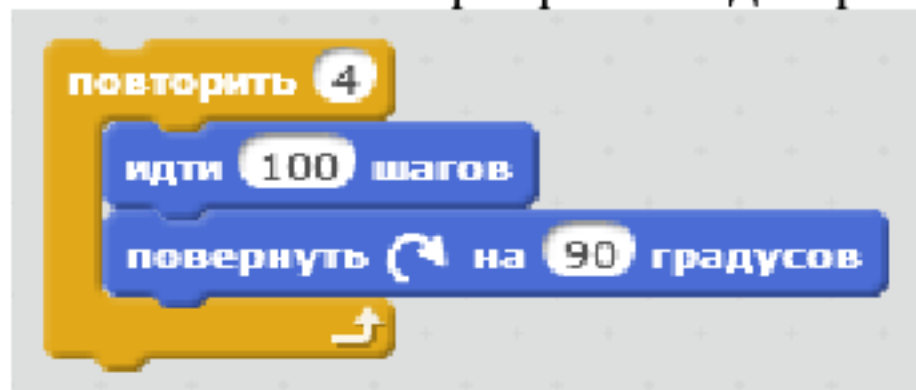 повторить 4
идти 100 шагов
повернуть на 90 градусов